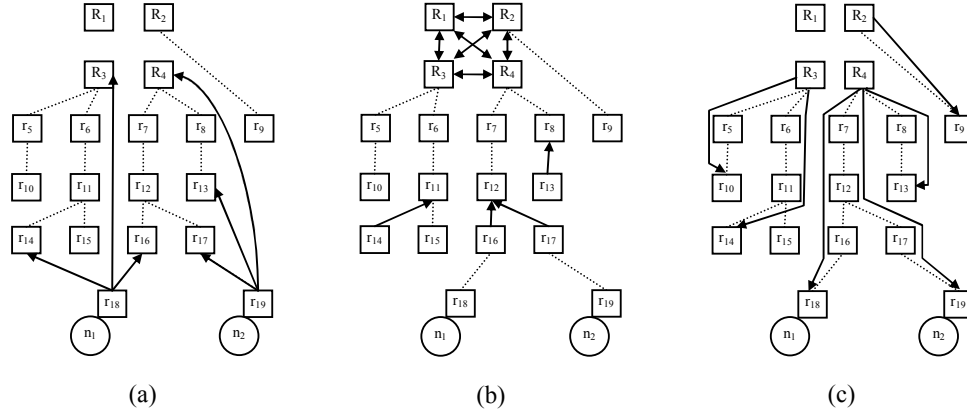 R1 R2
R3 R4
r5 r6 r7 r8 r9
r10 r11 r12 r13
r14 r15 r16 r17
r18 r19
n1 n2
(a)
R1 R2
R3 R4
r5 r6 r7 r8 r9
r10 r11 r12 r13
r14 r15 r16 r17
r18 r19
n1 n2
(b)
R1 R2
R3 R4
r5 r6 r7 r8 r9
r10 r11 r12 r13
r14 r15 r16 r17
r18 r19
n1 n2
(c)